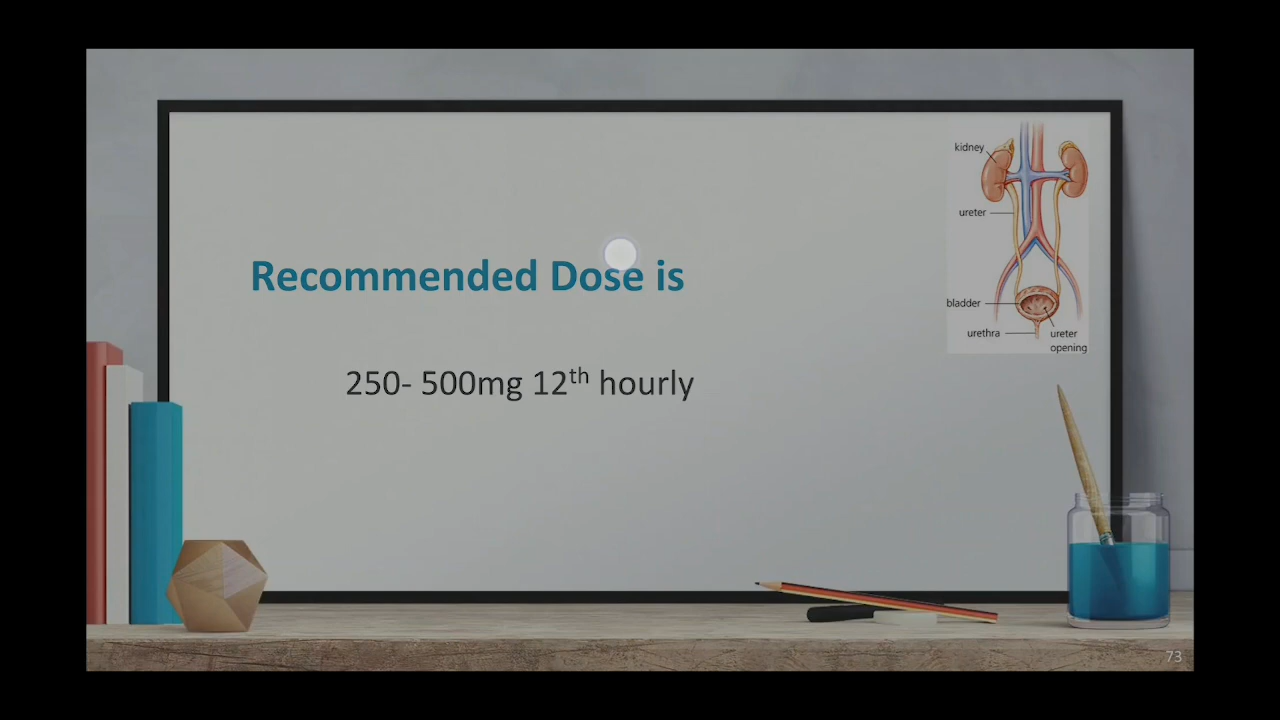 kidney
ureter
Recommended Dose is
bladder
urethra
ureter
opening
250- 500mg 12th hourly
73